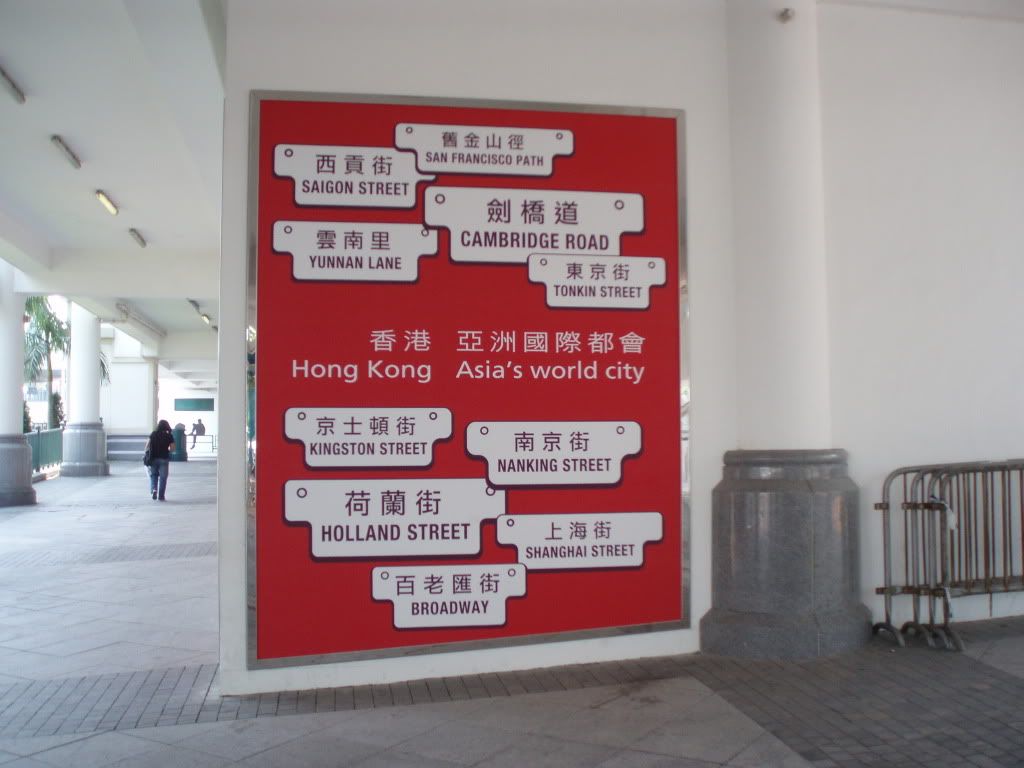 舊金山徑
SAN FRANCISCO PATH
西貢街
SAIGON STREET
劍橋道
CAMBRIDGE ROAD
雲南里
YUNNAN LANE
東京街
TONKIN STREET
香港 亞洲國際都會
Hong Kong Asia's world city
京士頓街
KINGSTON STREET
南京街
NANKING STREET
荷蘭街
HOLLAND STREET
上海街
SHANGHAI STREET
百老匯街
BROADWAY